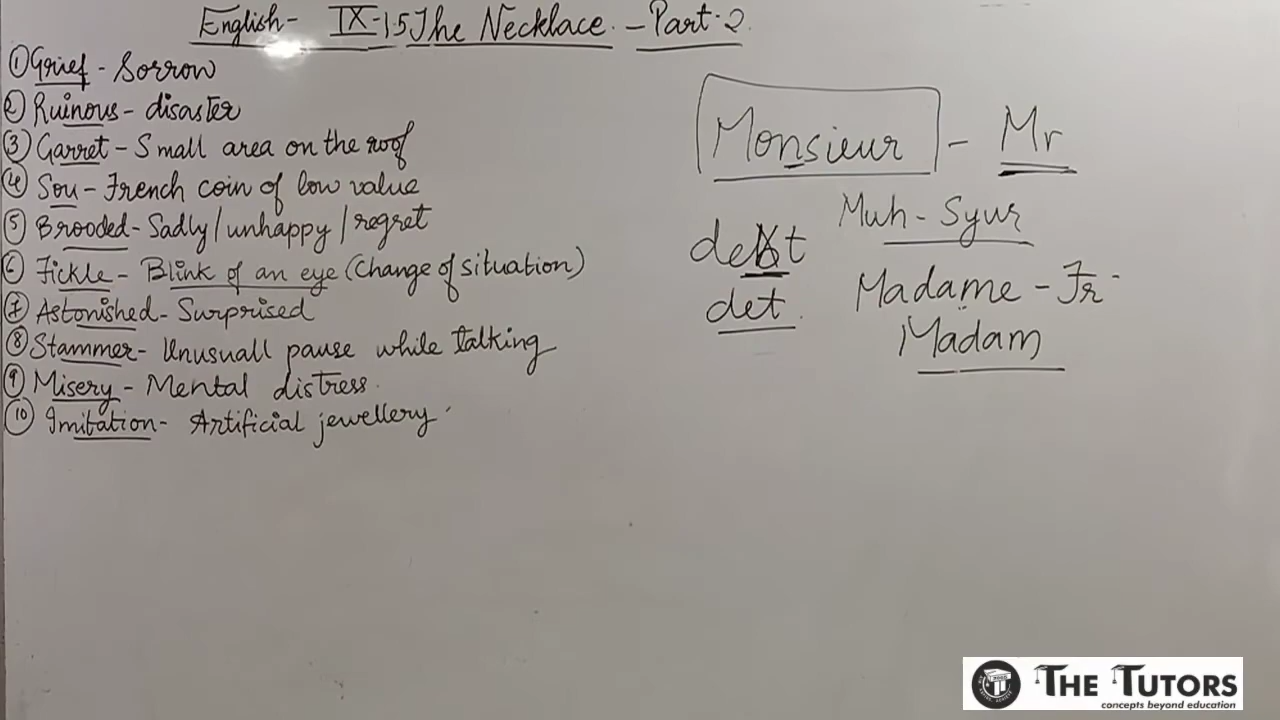 English- IX-15 The Necklace. - Part-2
① Grief - Sorrow
② Ruinous - disaster
③ Garret - Small area on the roof
④ Sou - French coin of low value
⑤ Brooded - Sadly/unhappy/regret
⑥ Fickle - Blink of an eye (Change of situation)
⑦ Astonished - Surprised
⑧ Stammer - Unusuall pause while talking
⑨ Misery - Mental distress.
⑩ Imitation - Artificial jewellery
Monsieur - Mr
Muh - Syur
debt
det.
Madame - Fr.
Madam
THE TUTORS
concepts beyond education